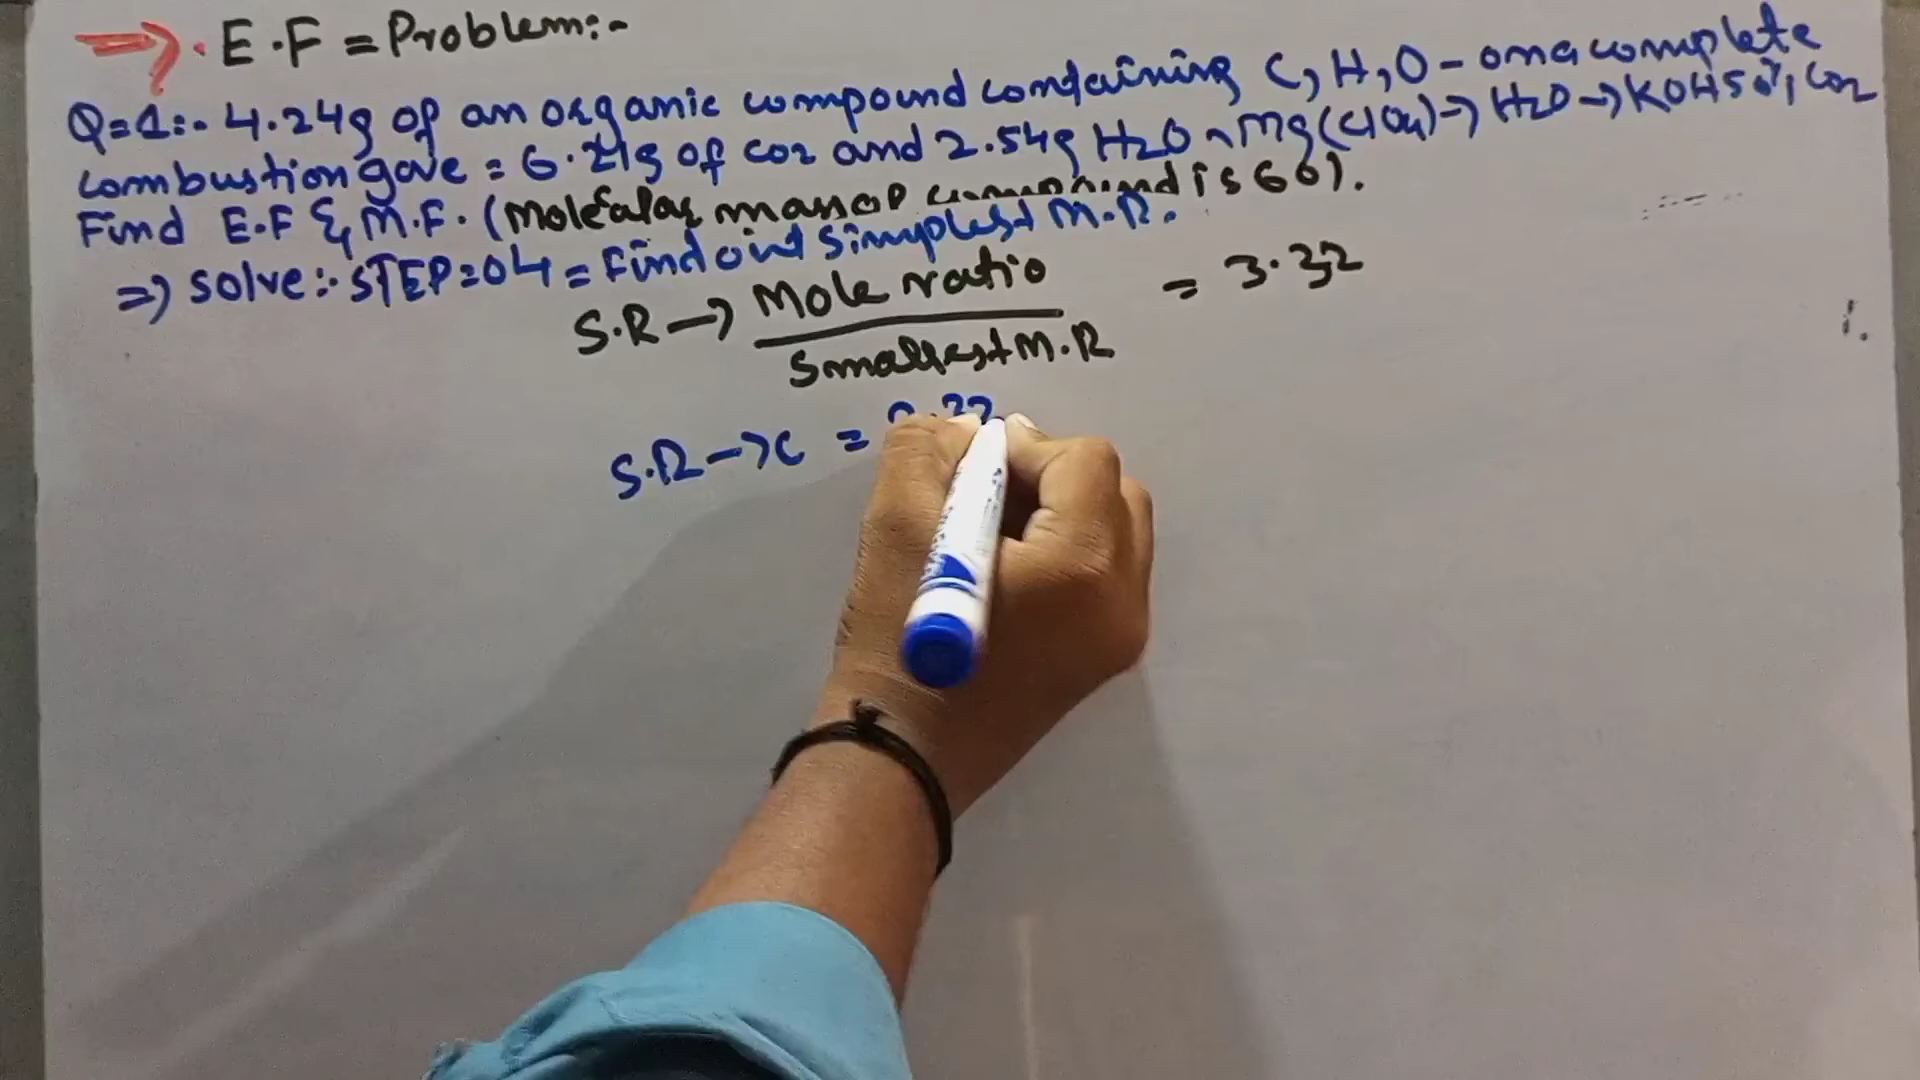 E.F = Problem:-
Q=1:- 4.24g of an organic compound containing C, H, O - on a complete
combustion gave = 6.21g of co2 and 2.54g H2O Mg(ClO4)→ H2O → KOH50%, Co2
Find E.F & M.F. (Molecular mass of compound is 60).
⇒ Solve:- STEP=04 = Find out Simplest M.R.
S.R → Mole ratio = 3.32
Smallest M.R
S.R → C =